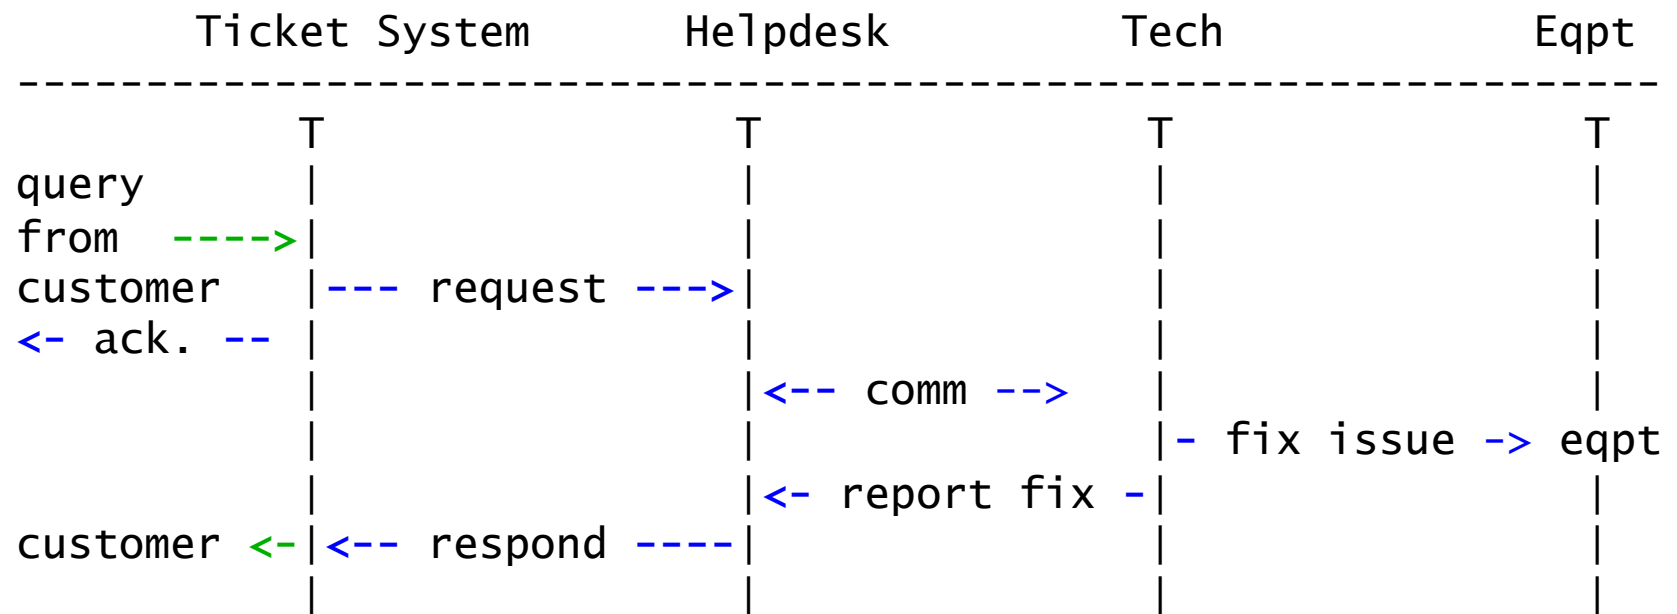 Ticket System Helpdesk Tech Eqpt
----------------------------------------------------------------
T T T T
query | | | |
from ---->| | | |
customer |--- request --->| | |
<- ack. -- | | | |
| |<-- comm --> | |
| | |- fix issue -> eqpt
| |<- report fix -| |
customer <-|<-- respond ----| | |
| | | |